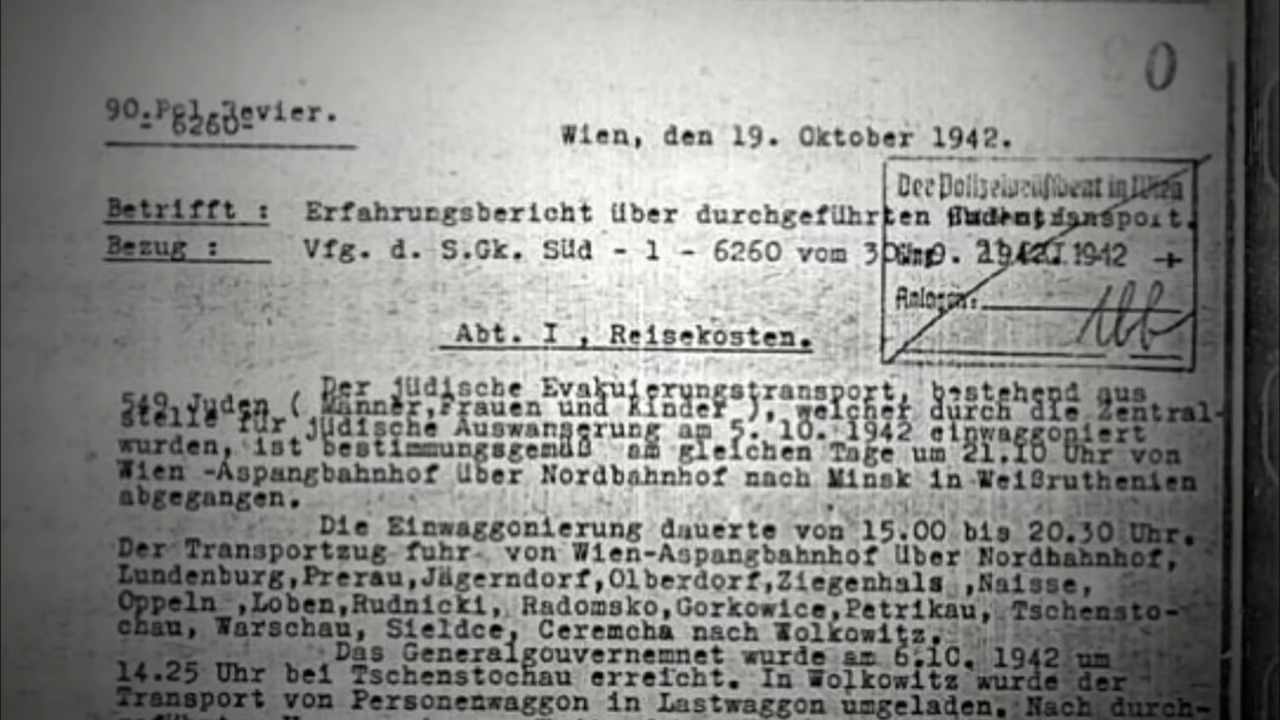 90
90.Pol.Revier.
6260
Wien, den 19. Oktober 1942.
Der Polizeipräsident in Wien
Betrifft : Erfahrungsbericht über durchgeführten Judentransport.
Bezug : Vfg. d. S.Gk. Süd - 1 - 6260 vom 30. 9. 1942.
1942
Anlagen:
Abt. I , Reisekosten.
Der jüdische Evakuierungstransport, bestehend aus
549 Juden ( Männer,Frauen und Kinder ), welcher durch die Zentral-
stelle für jüdische Auswanserung am 5. 10. 1942 einwaggoniert
wurden, ist bestimmungsgemäß am gleichen Tage um 21.10 Uhr von
Wien -Aspangbahnhof über Nordbahnhof nach Minsk in Weißruthenien
abgegangen.
Die Einwaggonierung dauerte von 15.00 bis 20.30 Uhr.
Der Transportzug fuhr von Wien-Aspangbahnhof über Nordbahnhof,
Lundenburg,Prerau,Jägerndorf,Olberdorf,Ziegenhals ,Naisse,
Oppeln ,Loben,Rudnicki, Radomsko,Gorkowice,Petrikau, Tschensto-
chau, Warschau, Sieldce, Ceremcha nach Wolkowitz.
Das Generalgouvernemnet wurde am 6.10. 1942 um
14.25 Uhr bei Tschenstochau erreicht. In Wolkowitz wurde der
Transport von Personenwaggon in Lastwaggon umgeladen. Nach durch-